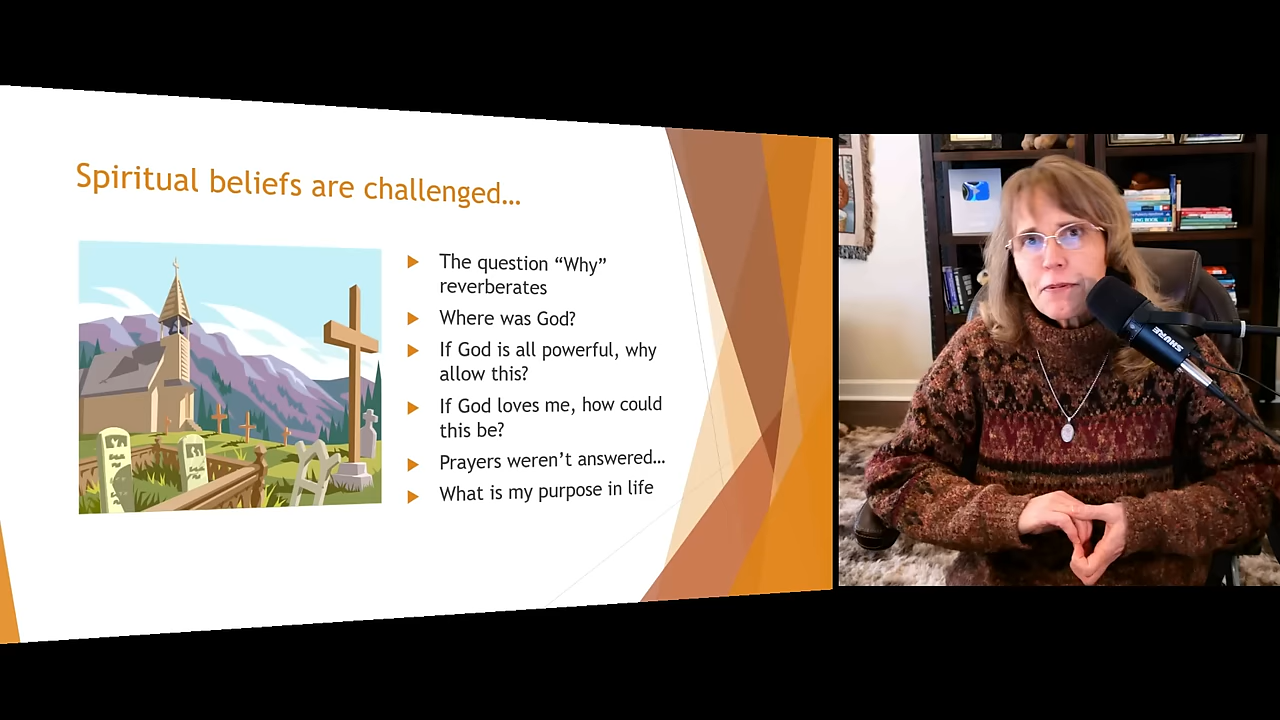 Spiritual beliefs are challenged…
The question “Why”
reverberates
Where was God?
If God is all powerful, why
allow this?
If God loves me, how could
this be?
Prayers weren’t answered…
What is my purpose in life
SHURE